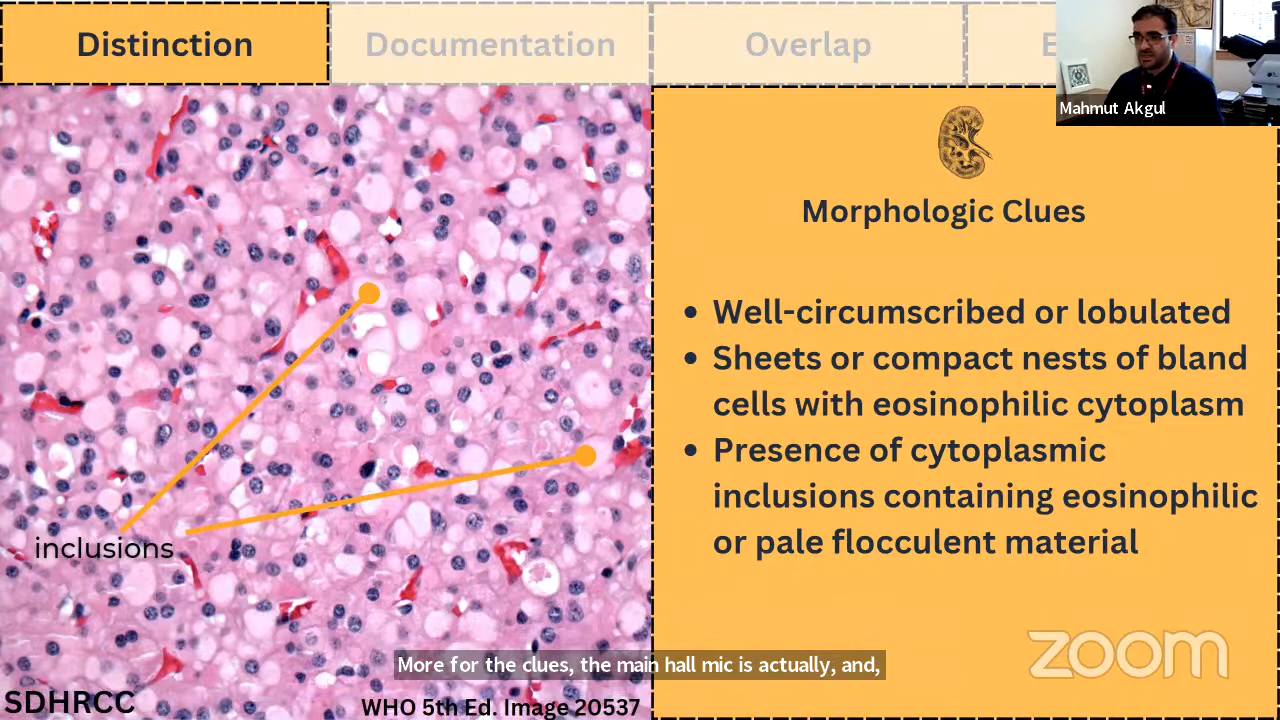 Distinction
Documentation
Overlap
E
Mahmut Akgul
Morphologic Clues
• Well-circumscribed or lobulated
• Sheets or compact nests of bland
cells with eosinophilic cytoplasm
• Presence of cytoplasmic
inclusions containing eosinophilic
or pale flocculent material
inclusions
More for the clues, the main hall mic is actually, and,
zoom
SDHRCC
WHO 5th Ed. Image 20537